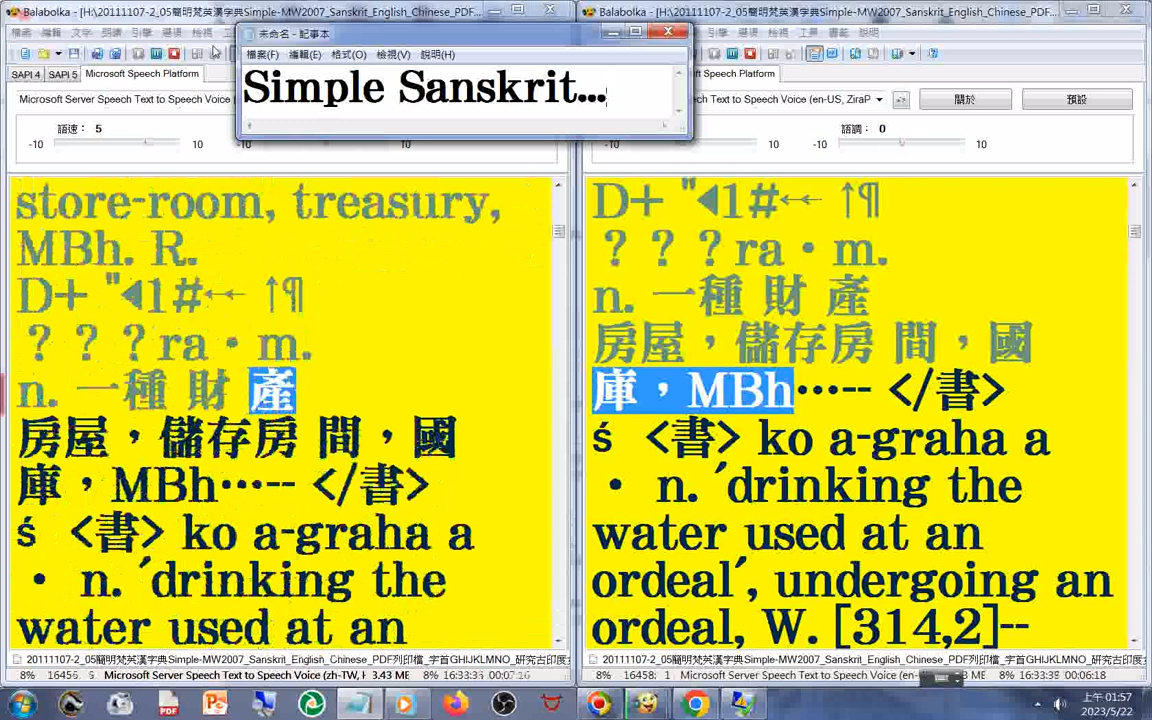 Balabolka - [H:\20111107-2_05簡明梵英漢字典Simple-MW2007_Sanskrit_English_Chinese_PDF
Balabolka - [H:\20111107-2_05簡明梵英漢字典Simple-MW2007_Sanskrit_English_Chinese_PDF
未命名 - 記事本
檔案(F) 編輯(E) 格式(O) 檢視(V) 說明(H)
Simple Sanskrit...
SAPI 4 SAPI 5 Microsoft Speech Platform
Speech Platform
Microsoft Server Speech Text to Speech Voice
rch Text to Speech Voice (en-US, ZiraP
關於
預設
語速： 5
-10 10
10
語調： 0
-10 -10 10
store-room, treasury,
MBh. R.
D+ "◄1#←← ↑¶
？？？ra • m.
n. 一種 財 產
房屋，儲存房 間，國
庫，MBh…-- </書>
ś <書> ko a-graha a
• n. ´drinking the
water used at an
D+ "◄1#←← ↑¶
？？？ra • m.
n. 一種 財 產
房屋，儲存房 間，國
庫，MBh…-- </書>
ś <書> ko a-graha a
• n. ´drinking the
water used at an
ordeal´, undergoing an
ordeal, W. [314,2]--
20111107-2_05簡明梵英漢字典Simple-MW2007_Sanskrit_English_Chinese_PDF列印檔_字首GHIJKLMNO_研究古印度
20111107-2_05簡明梵英漢字典Simple-MW2007_Sanskrit_English_Chinese_PDF列印檔_字首GHIJKLMNO_研究古印度
8% 16455 Microsoft Server Speech Text to Speech Voice (zh-TW, 3.43 ME 8% 16:33:39 00:07:16
8% 16458: 1 Microsoft Server Speech Text to Speech Voice (en-U 8% 16:33:39 00:06:18
上午 01:57
2023/5/22